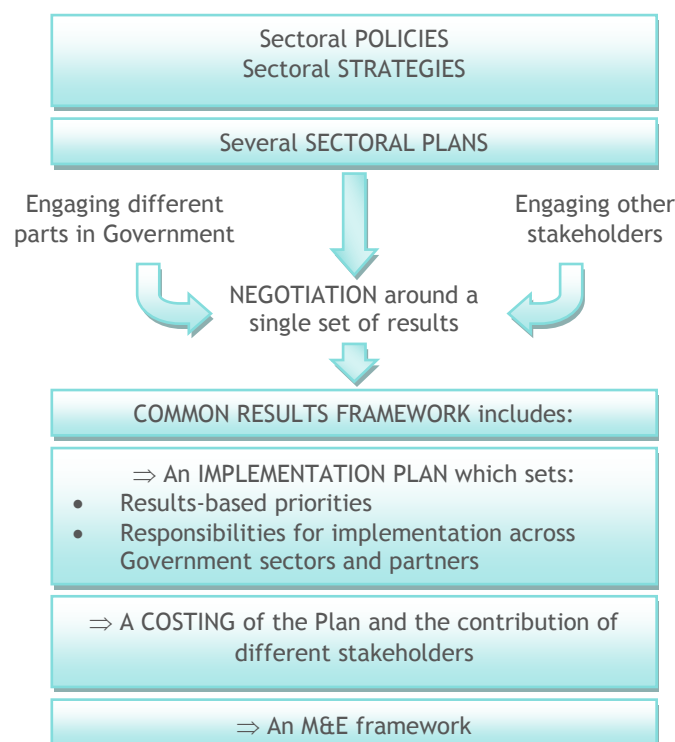 Sectoral POLICIES
Sectoral STRATEGIES
Several SECTORAL PLANS
Engaging different
parts in Government
Engaging other
stakeholders
NEGOTIATION around a
single set of results
COMMON RESULTS FRAMEWORK includes:
⇒ An IMPLEMENTATION PLAN which sets:
• Results-based priorities
• Responsibilities for implementation across
Government sectors and partners
⇒ A COSTING of the Plan and the contribution of
different stakeholders
⇒ An M&E framework